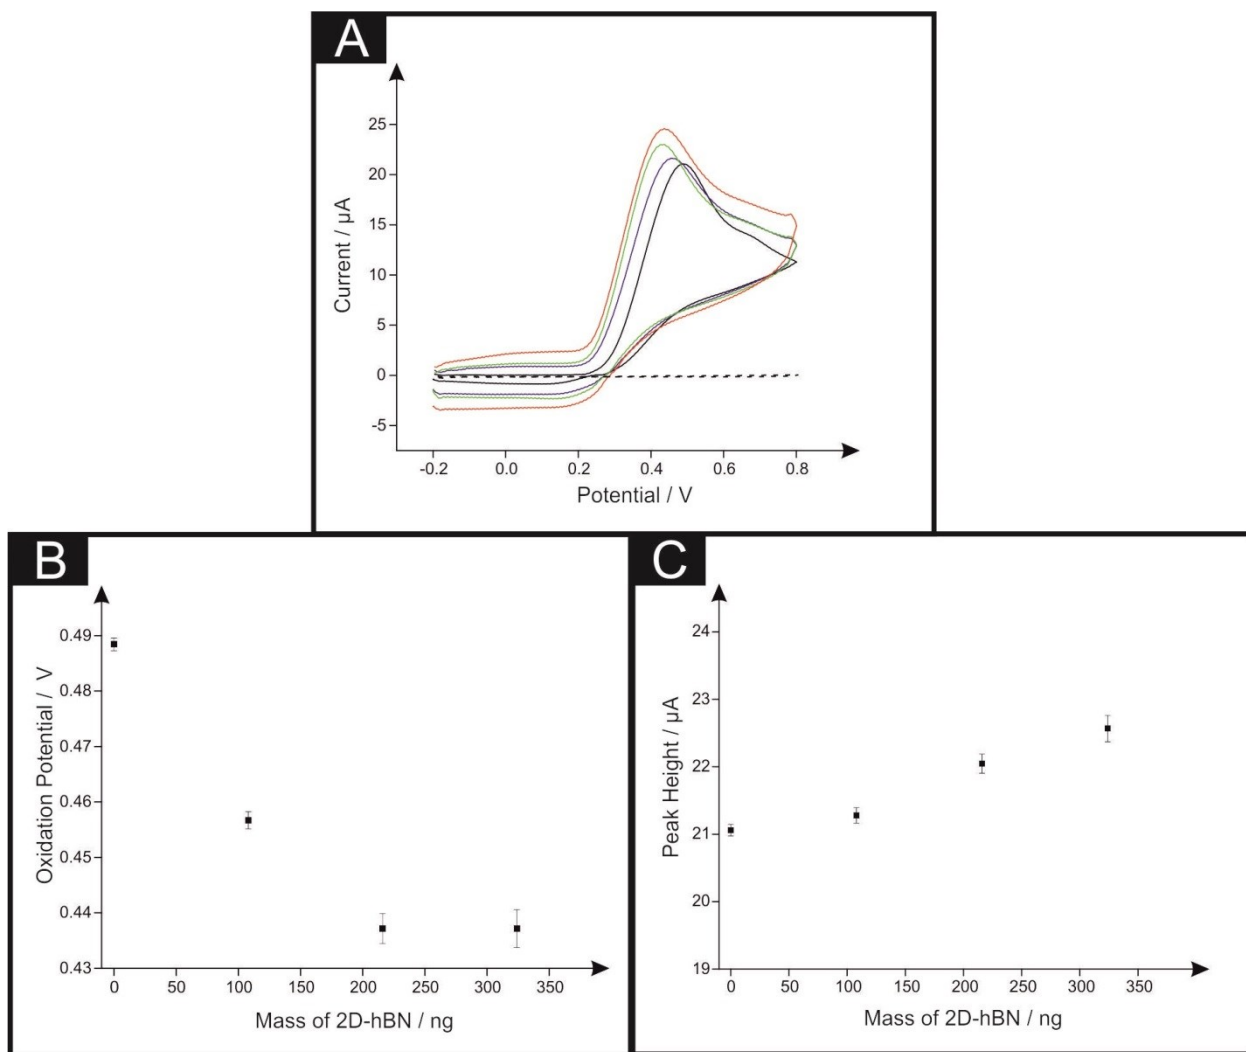 A
25
20
15
10
5
0
-5
Current / µA
-0.2 0.0 0.2 0.4 0.6 0.8
Potential / V
B
0.49
0.48
0.47
0.46
0.45
0.44
0.43
Oxidation Potential / V
0 50 100 150 200 250 300 350
Mass of 2D-hBN / ng
C
24
23
22
21
20
19
Peak Height / µA
0 50 100 150 200 250 300 350
Mass of 2D-hBN / ng